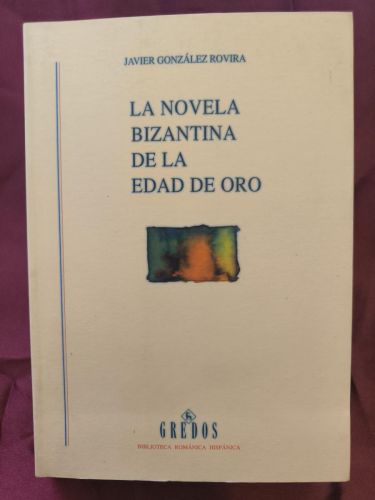 JAVIER GONZÁLEZ ROVIRA
LA NOVELA
BIZANTINA
DE LA
EDAD DE ORO
GREDOS
BIBLIOTECA ROMÁNICA HISPÁNICA